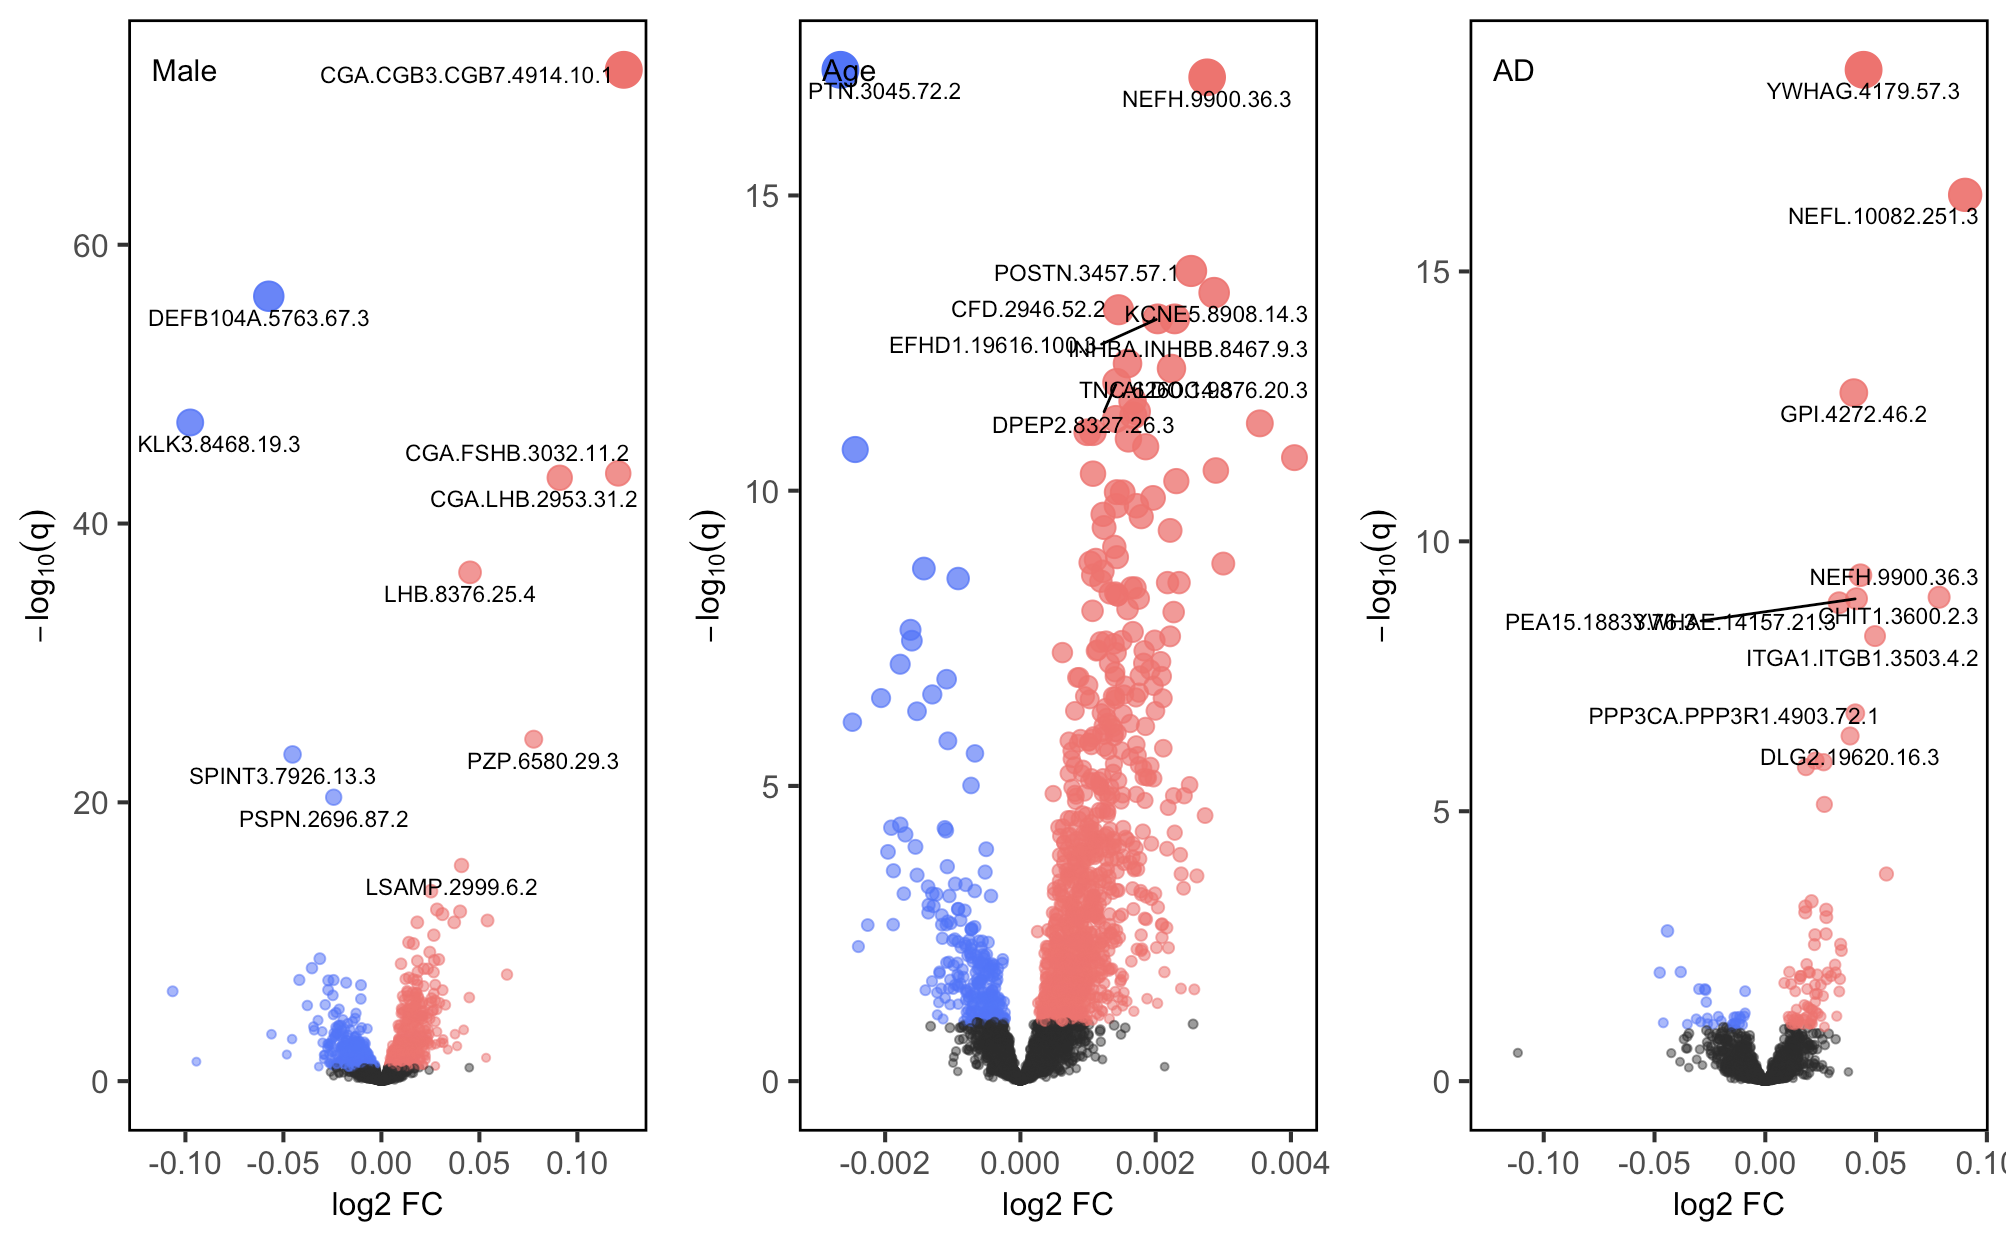 Male
CGA.CGB3.CGB7.4914.10.1
DEFB104A.5763.67.3
KLK3.8468.19.3
CGA.FSHB.3032.11.2
CGA.LHB.2953.31.2
LHB.8376.25.4
PZP.6580.29.3
SPINT3.7926.13.3
PSPN.2696.87.2
LSAMP.2999.6.2
60
40
20
0
−log10(q)
-0.10 -0.05 0.00 0.05 0.10
log2 FC
Age
PTN.3045.72.2
NEFH.9900.36.3
POSTN.3457.57.1
CFD.2946.52.2
KCNE5.8908.14.3
EFHD1.19616.100.3
INHBA.INHBB.8467.9.3
DPEP2.8327.26.3
15
10
5
0
−log10(q)
-0.002 0.000 0.002 0.004
log2 FC
AD
YWHAG.4179.57.3
NEFL.10082.251.3
GPI.4272.46.2
NEFH.9900.36.3
CHIT1.3600.2.3
YWHAE.14157.21.3
ITGA1.ITGB1.3503.4.2
PPP3CA.PPP3R1.4903.72.1
DLG2.19620.16.3
15
10
5
0
−log10(q)
-0.10 -0.05 0.00 0.05
log2 FC